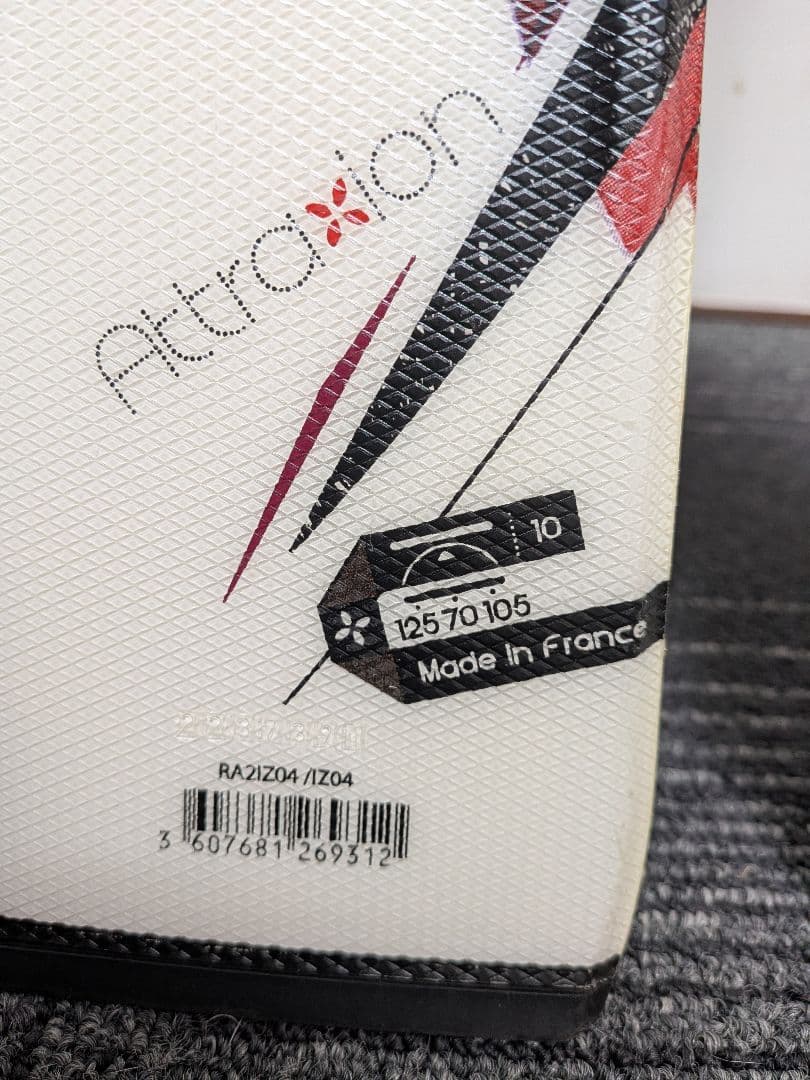 Attraxion
10
125 70 105
Made In France
RA2IZ04 /IZ04
3 607681 269312